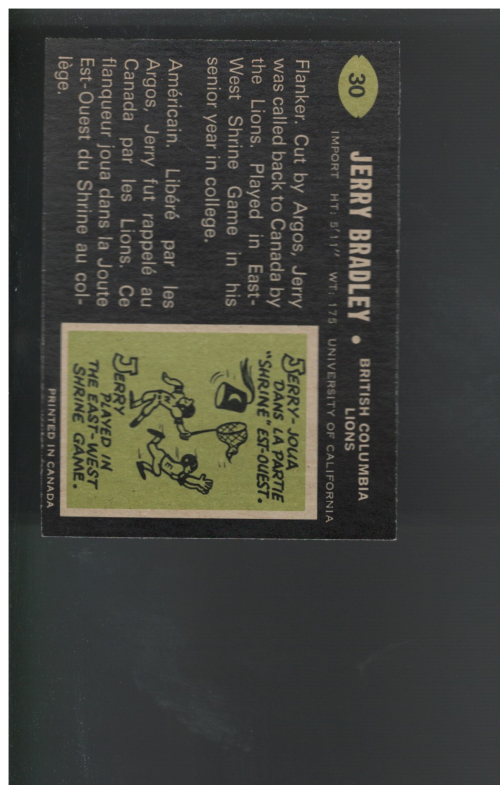 30
JERRY BRADLEY • BRITISH COLUMBIA
LIONS
IMPORT HT: 5'11" WT: 175 UNIVERSITY OF CALIFORNIA
Flanker. Cut by Argos, Jerry
was called back to Canada by
the Lions. Played in East-
West Shrine Game in his
senior year in college.
Américain. Libéré par les
Argos, Jerry fut rappelé au
Canada par les Lions. Ce
flanqueur joua dans la Joute
Est-Ouest du Shrine au col-
lège.
JERRY-JOUA
DANS LA PARTIE
"SHRINE" EST-OUEST.
JERRY
PLAYED IN
THE EAST-WEST
SHRINE GAME.
PRINTED IN CANADA